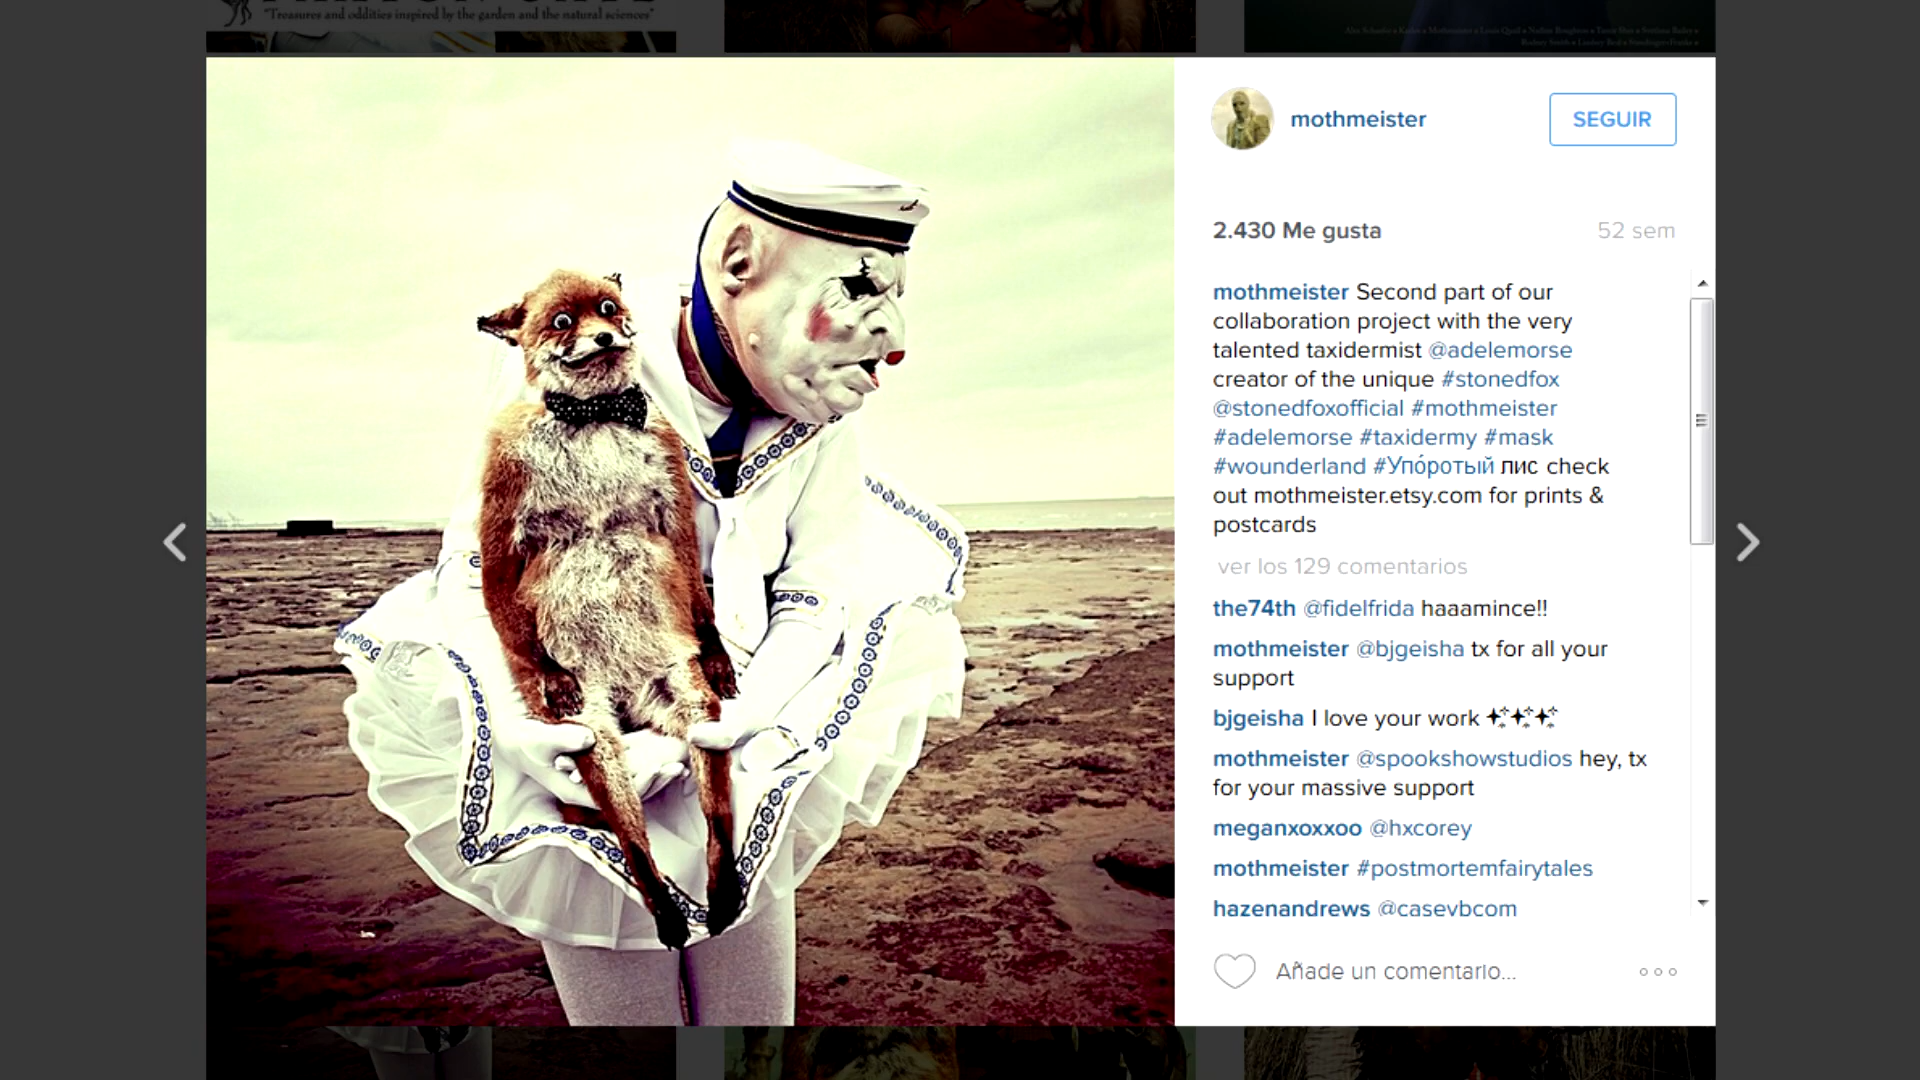 "Treasures and oddities inspired by the garden and the natural sciences"
mothmeister
SEGUIR
2.430 Me gusta
52 sem
mothmeister Second part of our
collaboration project with the very
talented taxidermist @adelemorse
creator of the unique #stonedfox
@stonedfoxofficial #mothmeister
#adelemorse #taxidermy #mask
#wounderland #Упо́ротый лис check
out mothmeister.etsy.com for prints &
postcards
ver los 129 comentarios
the74th @fidelfrida haaamince!!
mothmeister @bjgeisha tx for all your
support
bjgeisha I love your work
mothmeister @spookshowstudios hey, tx
for your massive support
meganxoxxoo @hxcorey
mothmeister #postmortemfairytales
hazenandrews @casevbcom
Añade un comentario...